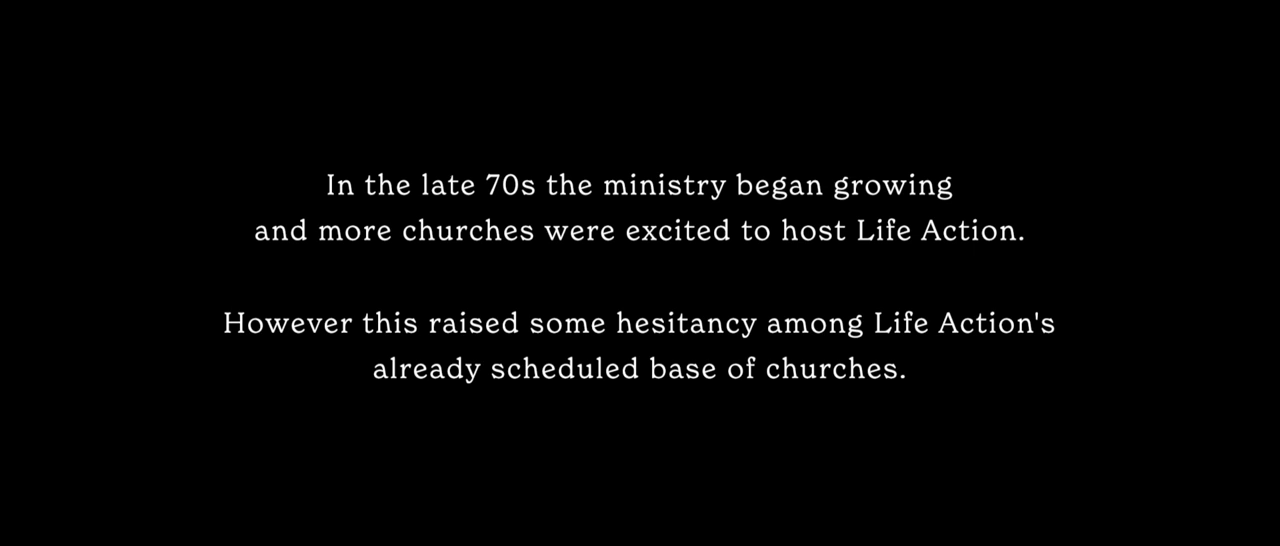 In the late 70s the ministry began growing
and more churches were excited to host Life Action.
However this raised some hesitancy among Life Action's
already scheduled base of churches.